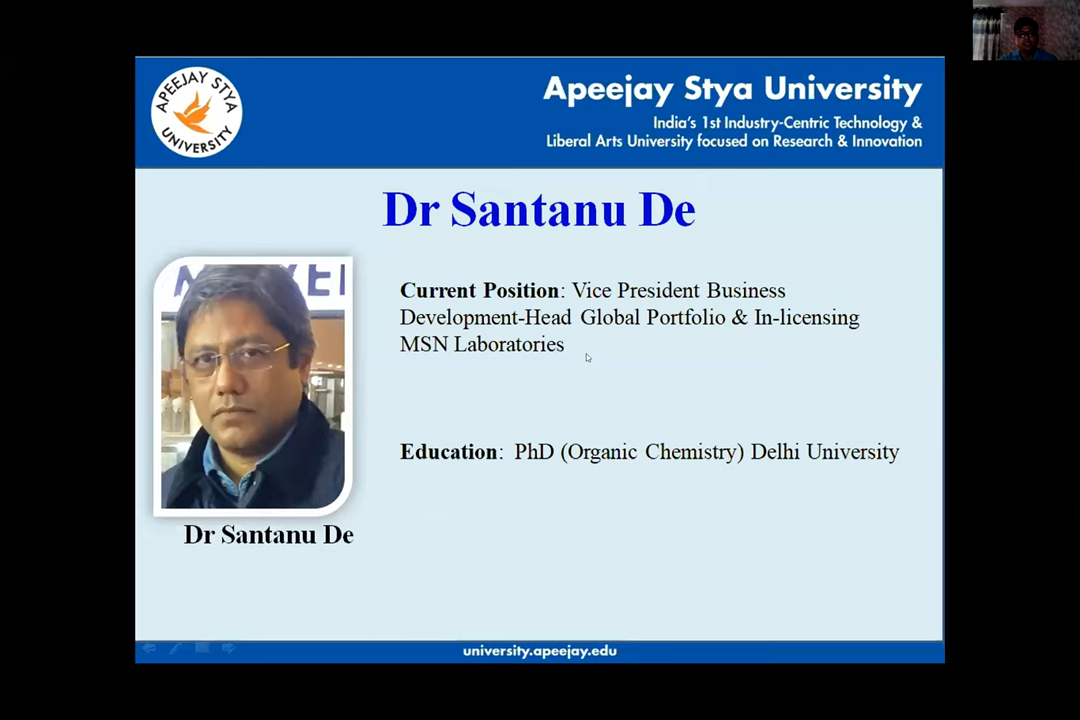 APEEJAY STYA
UNIVERSITY
Apeejay Stya University
India's 1st Industry-Centric Technology &
Liberal Arts University focused on Research & Innovation
Dr Santanu De
Current Position: Vice President Business
Development-Head Global Portfolio & In-licensing
MSN Laboratories
Education: PhD (Organic Chemistry) Delhi University
Dr Santanu De
university.apeejay.edu